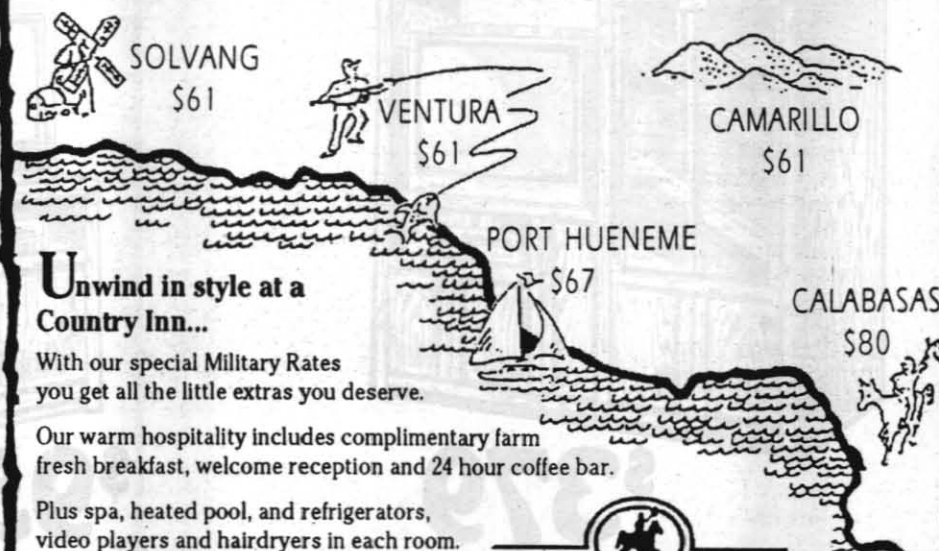 SOLVANG
$61
VENTURA
$61
CAMARILLO
$61
PORT HUENEME
$67
CALABASAS
$80
Unwind in style at a
Country Inn...
With our special Military Rates
you get all the little extras you deserve.
Our warm hospitality includes complimentary farm
fresh breakfast, welcome reception and 24 hour coffee bar.
Plus spa, heated pool, and refrigerators,
video players and hairdryers in each room.